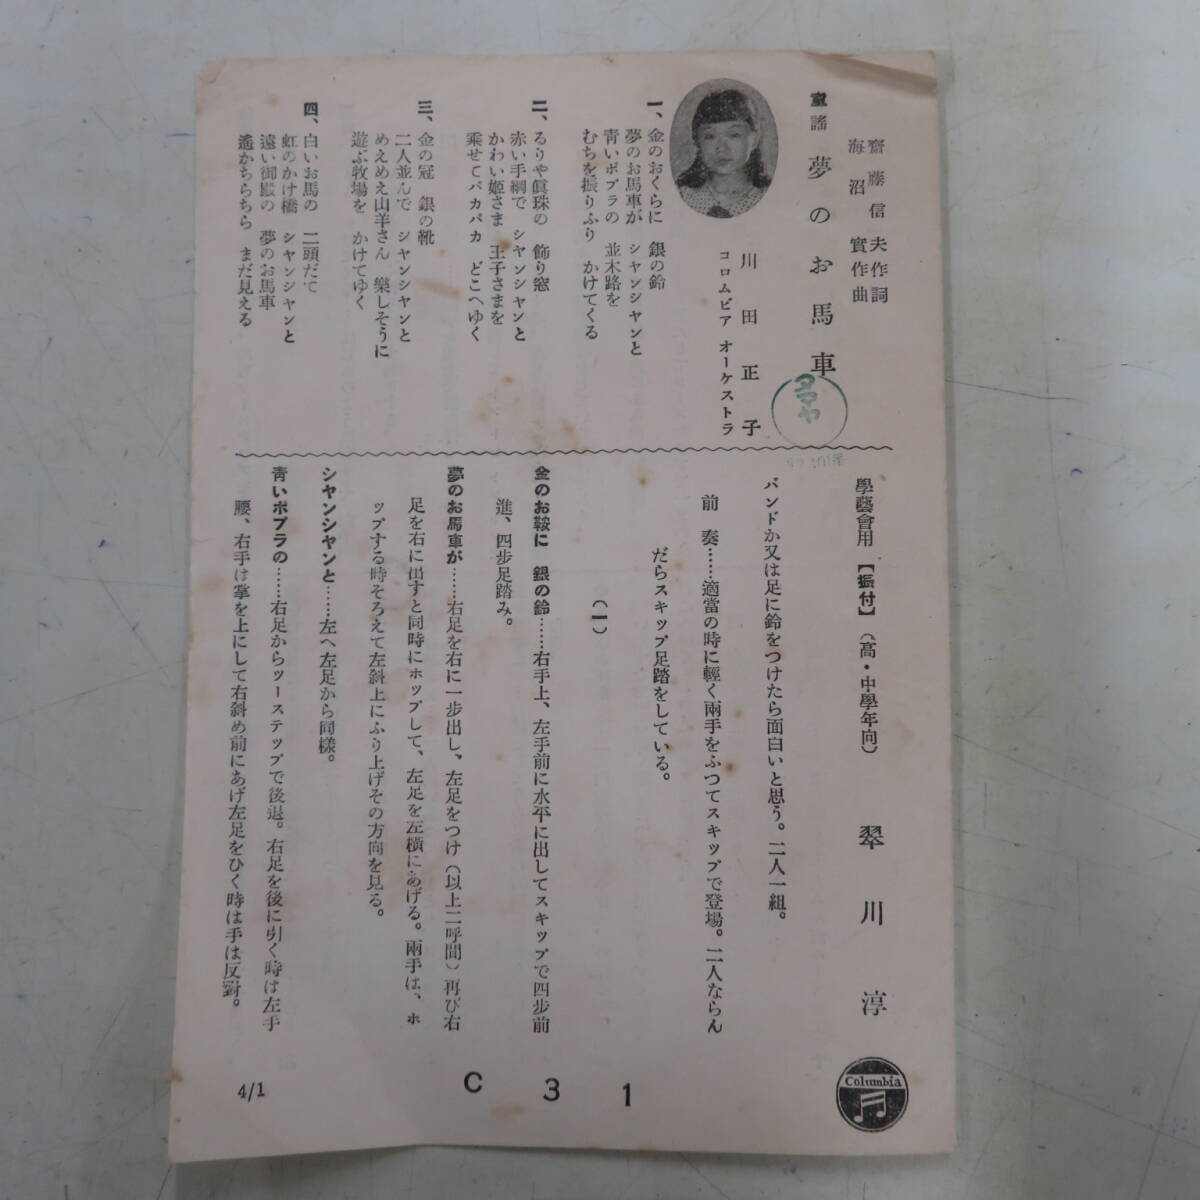 童謠 夢のお馬車
齋藤信夫作詞
海沼實作曲
川田正子
コロムビア オーケストラ
タマヤ
一、金のおくらに 銀の鈴
夢のお馬車が シヤンシヤンと
青いポプラの 並木路を
むちを振りふり かけてくる
二、るりや眞珠の 飾り窓
赤い手綱で シヤンシヤンと
かわい姫さま 王子さまを
乘せてパカパカ どこへゆく
三、金の冠 銀の靴
二人並んで シヤンシヤンと
めえめえ山羊さん 樂しそうに
遊ぶ牧場を かけてゆく
四、白いお馬の 二頭だて
虹のかけ橋 シヤンシヤンと
遠い御殿の 夢のお馬車
遙かちらちら まだ見える
學藝會用【振付】（高・中學年向） 翠川淳
バンドか又は足に鈴をつけたら面白いと思う。二人一組。
前 奏……適當の時に輕く兩手をふつてスキップで登場。二人ならん
だらスキップ足踏をしている。
（一）
金のお鞍に 銀の鈴……右手上、左手前に水平に出してスキップで四步前
進、四步足踏み。
夢のお馬車が……右足を右に一步出し、左足をつけ（以上二呼間）再び右
足を右に出すと同時にホップして、左足を左橫にあげる。兩手は、ホ
ップする時そろえて左斜上にふり上げその方向を見る。
シヤンシヤンと……左へ左足から同樣。
青いポプラの……右足からツーステップで後退。右足を後に引く時は左手
腰、右手は掌を上にして右斜め前にあげ左足をひく時は手は反對。
Columbia
C 3 1
4/1